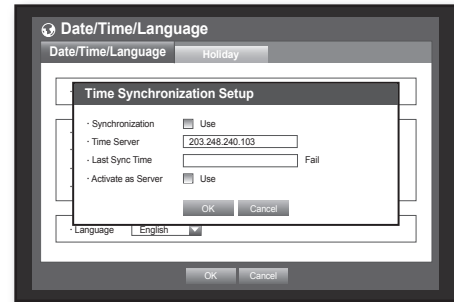 Date/Time/Language
Date/Time/Language Holiday
Time Synchronization Setup
· Synchronization Use
· Time Server 203.248.240.103
· Last Sync Time Fail
· Activate as Server Use
OK Cancel
· Language English
OK Cancel